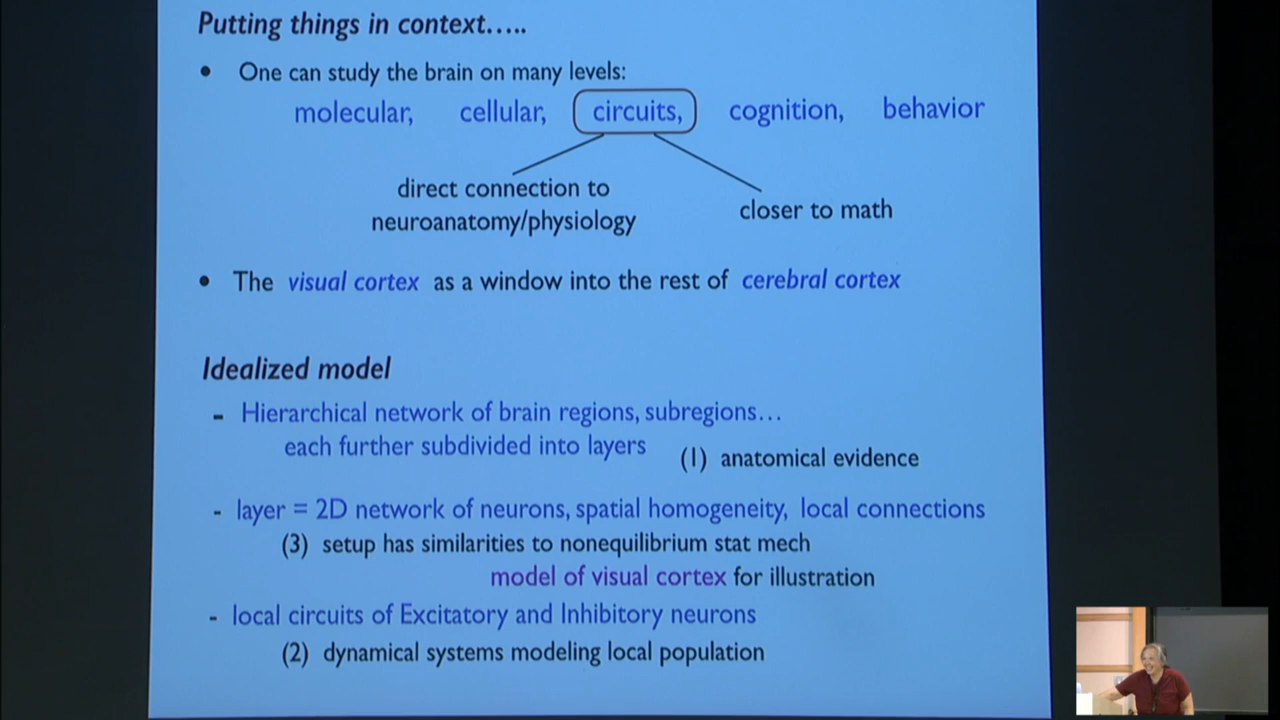 Putting things in context.....
• One can study the brain on many levels:
molecular, cellular, circuits, cognition, behavior
direct connection to
neuroanatomy/physiology
closer to math
• The visual cortex as a window into the rest of cerebral cortex
Idealized model
- Hierarchical network of brain regions, subregions...
each further subdivided into layers
(1) anatomical evidence
- layer = 2D network of neurons, spatial homogeneity, local connections
(3) setup has similarities to nonequilibrium stat mech
model of visual cortex for illustration
- local circuits of Excitatory and Inhibitory neurons
(2) dynamical systems modeling local population